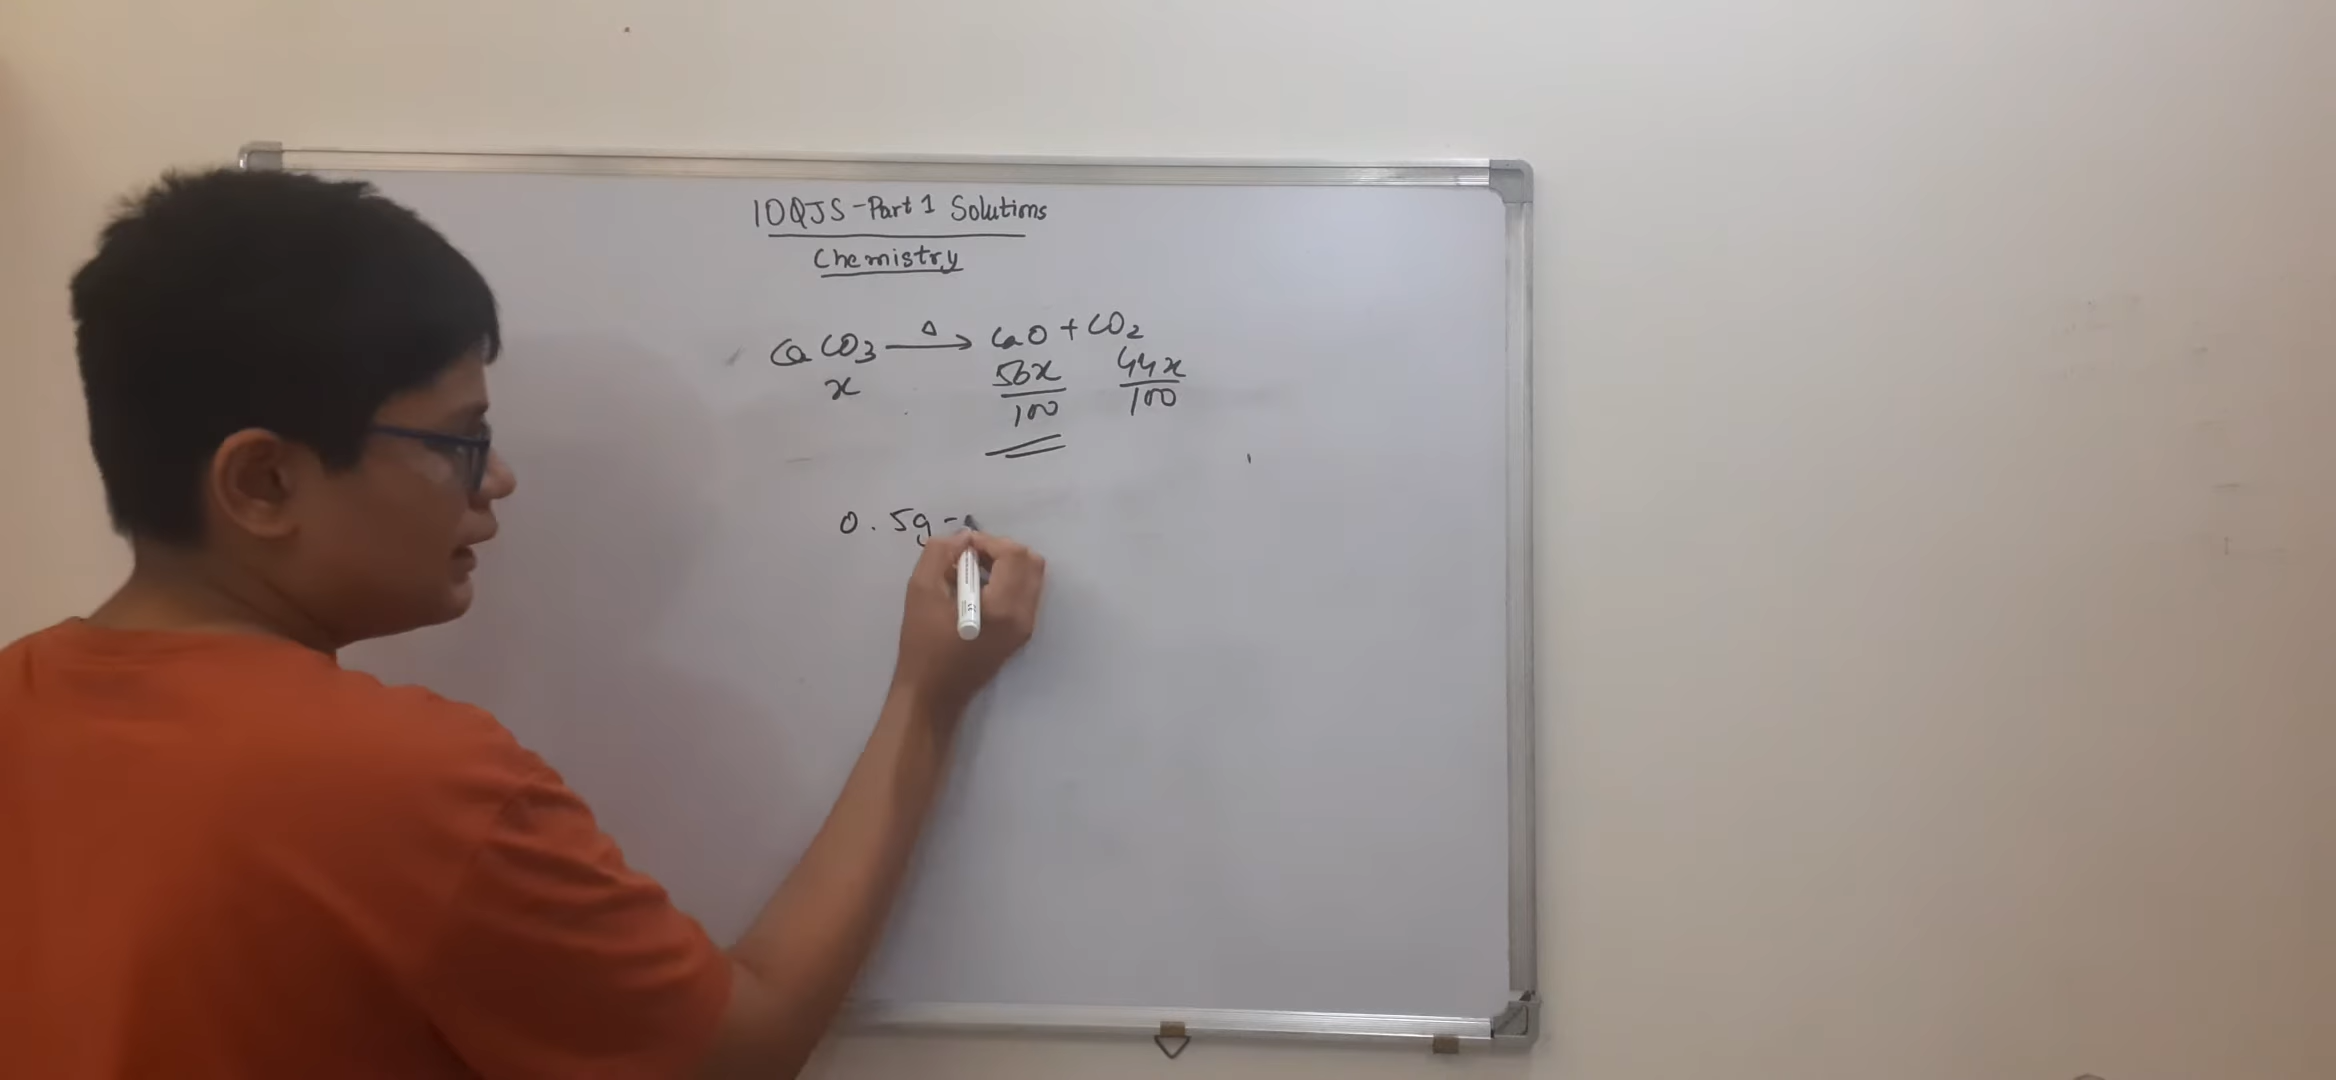 IOQJS-Part 1 Solutions
Chemistry
CaCO3 —Δ→ CaO + CO2
x 56x/100 44x/100
0.5g -